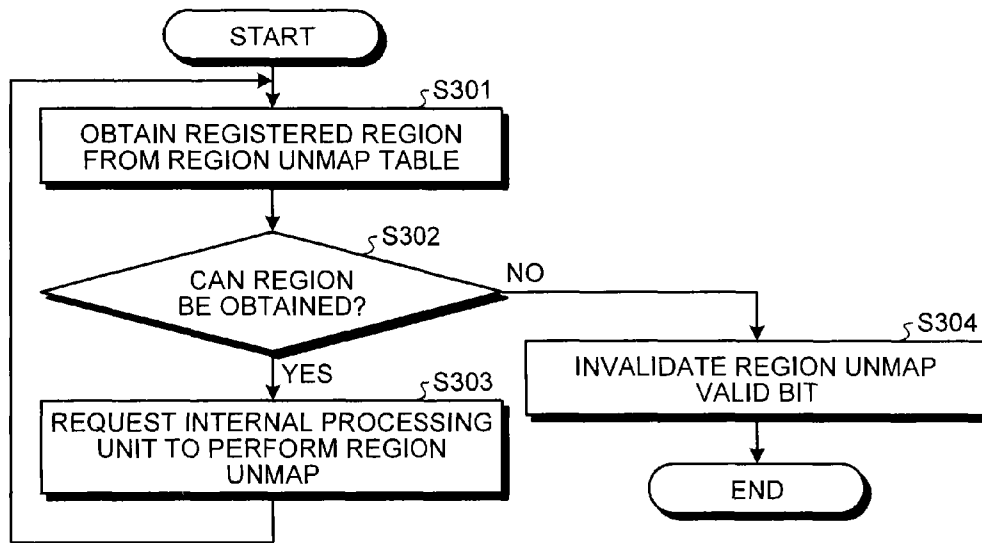 START
S301
OBTAIN REGISTERED REGION
FROM REGION UNMAP TABLE
S302
CAN REGION
BE OBTAINED?
NO
YES
S303
REQUEST INTERNAL PROCESSING
UNIT TO PERFORM REGION
UNMAP
S304
INVALIDATE REGION UNMAP
VALID BIT
END